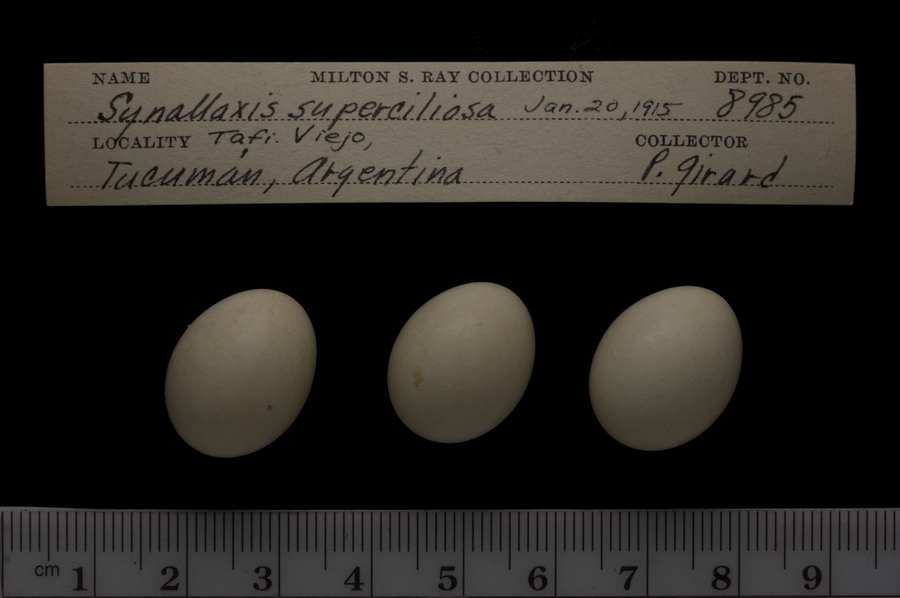 NAME MILTON S. RAY COLLECTION DEPT. NO.
Synallaxis superciliosa Jan. 20, 1915 8985
LOCALITY Tafi. Viejo, COLLECTOR
Tucumán, Argentina P. Girard
cm 1 2 3 4 5 6 7 8 9